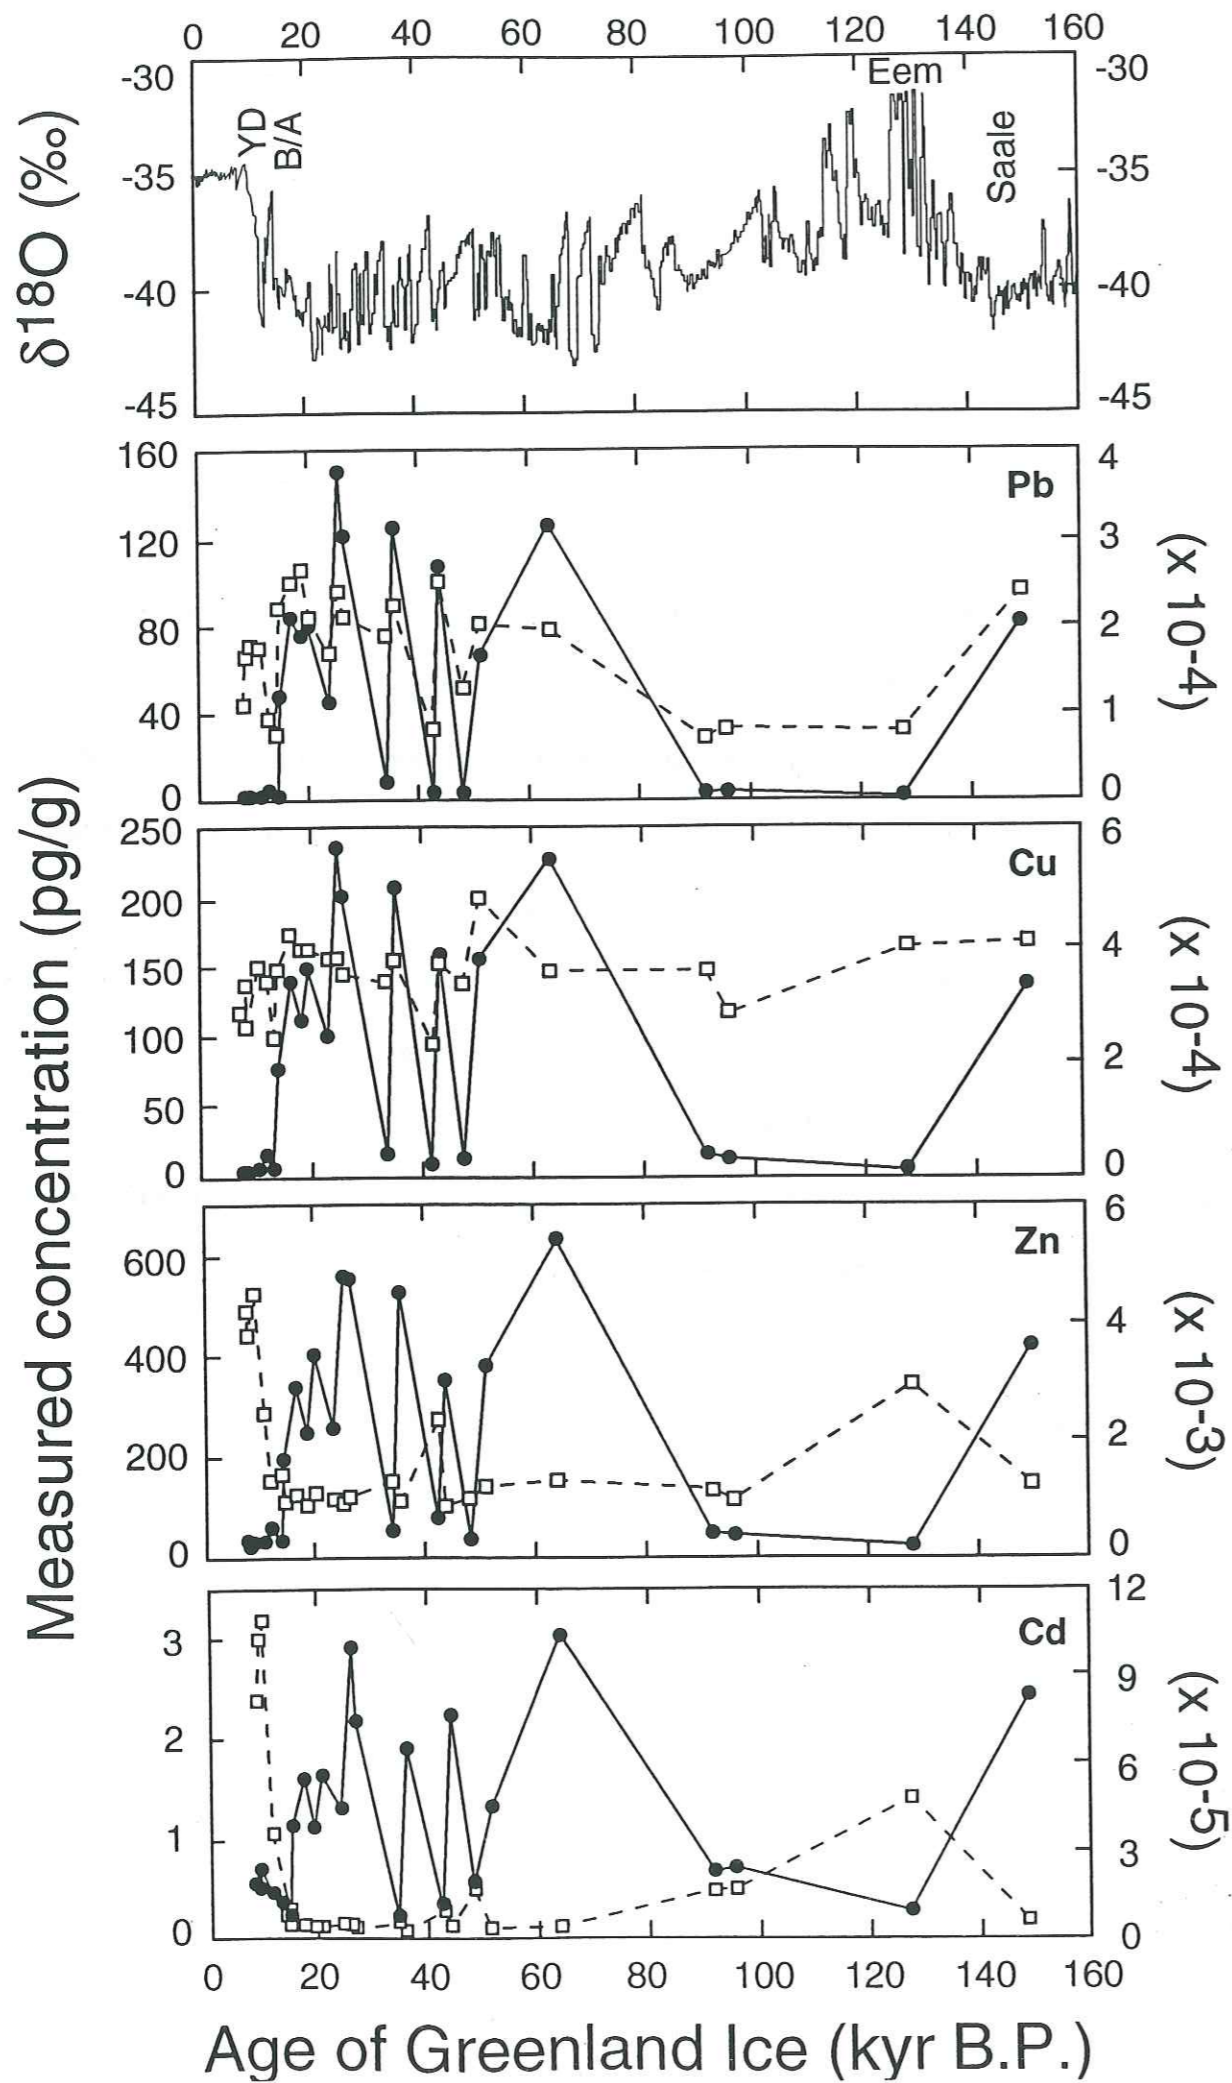 0 20 40 60 80 100 120 140 160
-30 Eem -30
YD
B/A
Saale
-35 -35
-40 -40
-45 -45
δ18O (‰)
160 4
Pb
120 3
80 2
40 1
0 0
(x 10-4)
250 6
Cu
200
150 4
100 2
50
0 0
(x 10-4)
6
Zn
600
4
400
2
200
0 0
(x 10-3)
12
Cd
3
9
2
6
1
3
0 0
(x 10-5)
Measured concentration (pg/g)
0 20 40 60 80 100 120 140 160
Age of Greenland Ice (kyr B.P.)